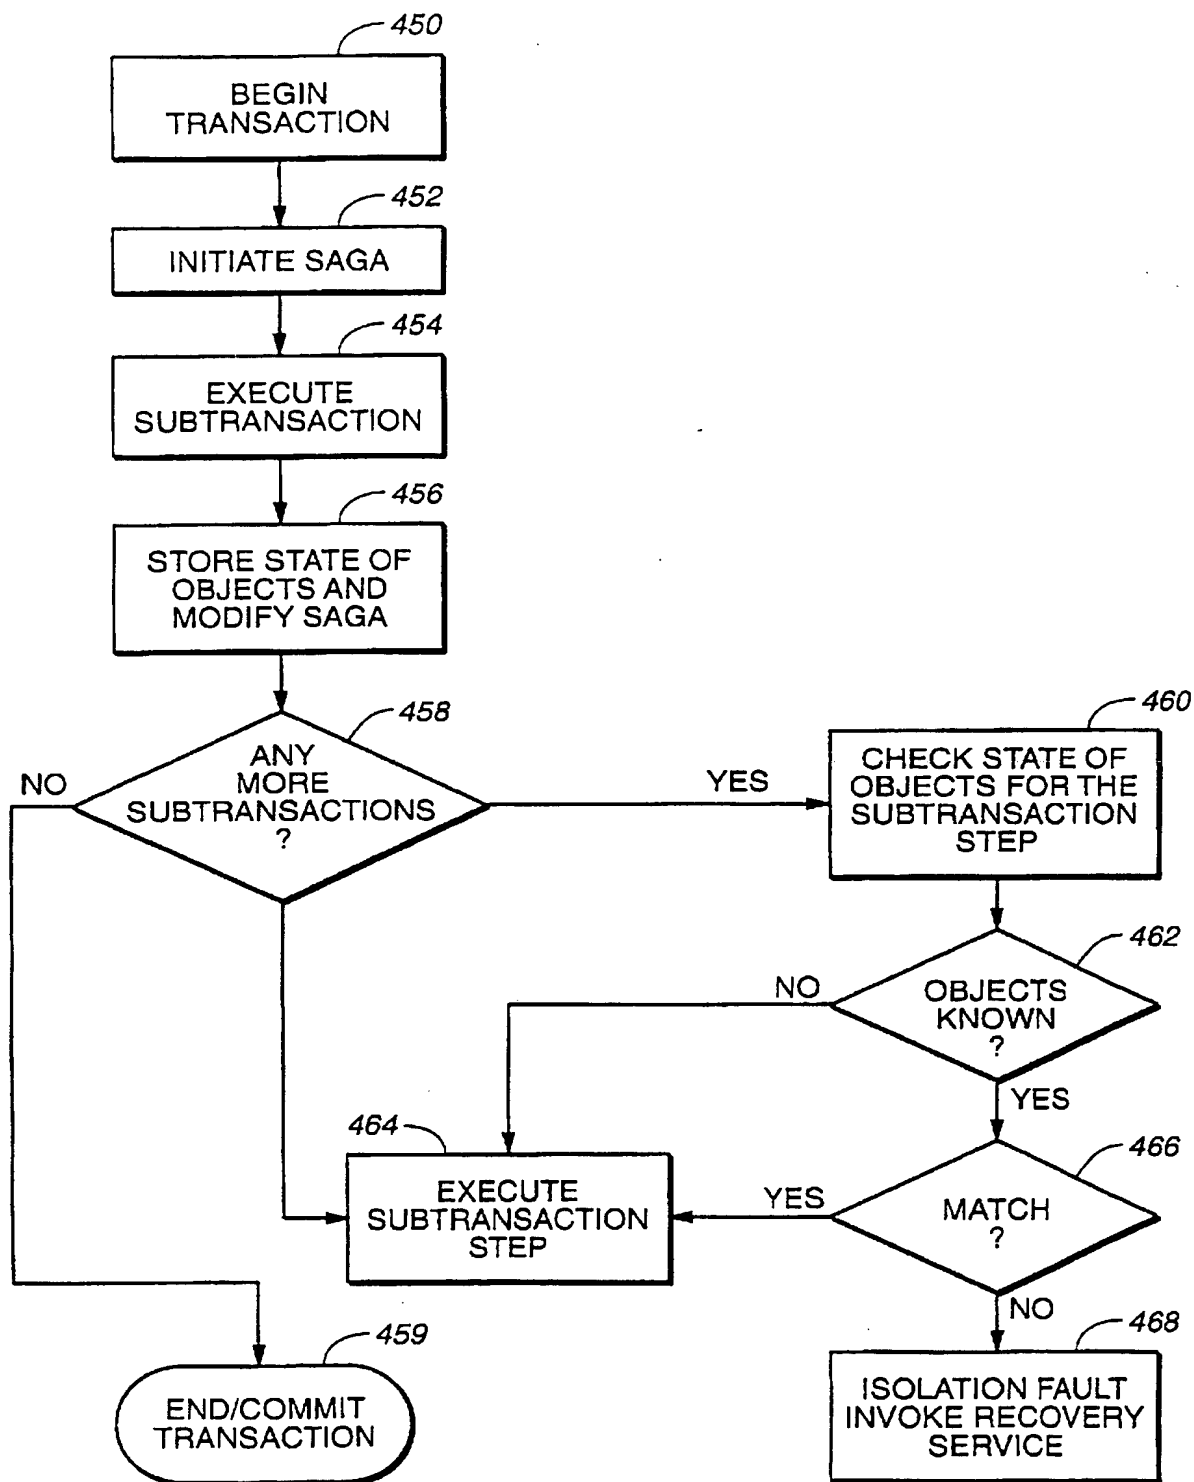 450
BEGIN
TRANSACTION
452
INITIATE SAGA
454
EXECUTE
SUBTRANSACTION
456
STORE STATE OF
OBJECTS AND
MODIFY SAGA
458
ANY
MORE
SUBTRANSACTIONS
?
NO
YES
460
CHECK STATE OF
OBJECTS FOR THE
SUBTRANSACTION
STEP
462
OBJECTS
KNOWN
?
NO
YES
464
EXECUTE
SUBTRANSACTION
STEP
466
MATCH
?
YES
NO
459
END/COMMIT
TRANSACTION
468
ISOLATION FAULT
INVOKE RECOVERY
SERVICE